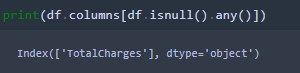 print(df.columns[df.isnull().any()])
Index(['TotalCharges'], dtype='object')